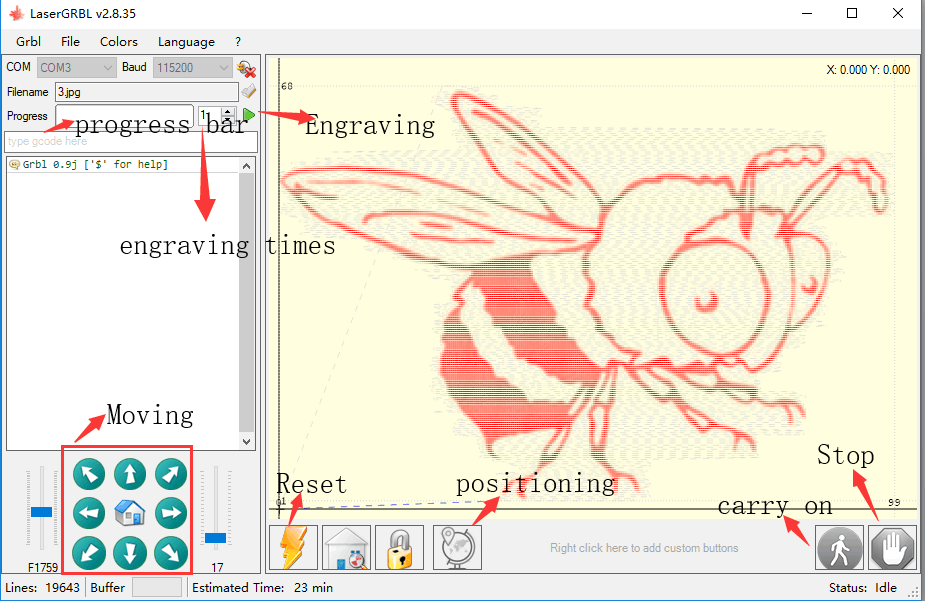 LaserGRBL v2.8.35
Grbl File Colors Language ?
COM COM3 Baud 115200
X: 0.000 Y: 0.000
Filename 3.jpg
68
Progress 1
progress bar
Engraving
type gcode here
Grbl 0.9j ['$' for help]
engraving times
Moving
Stop
Reset
positioning
carry on
99
Right click here to add custom buttons
F1759
17
Lines: 19643 Buffer Estimated Time: 23 min
Status: Idle